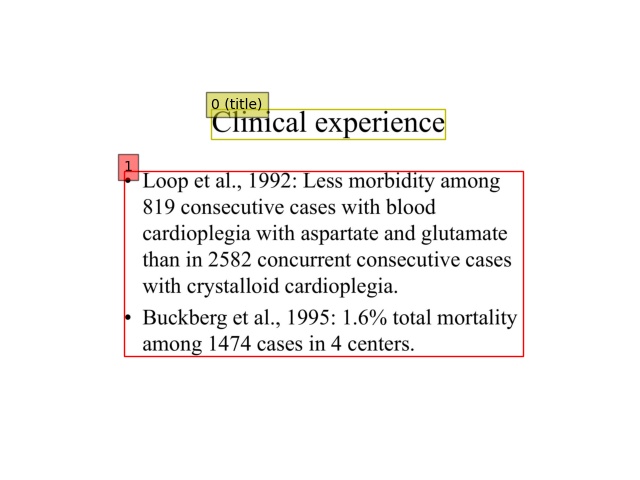 0 (title)
Clinical experience
1
• Loop et al., 1992: Less morbidity among
819 consecutive cases with blood
cardioplegia with aspartate and glutamate
than in 2582 concurrent consecutive cases
with crystalloid cardioplegia.
• Buckberg et al., 1995: 1.6% total mortality
among 1474 cases in 4 centers.